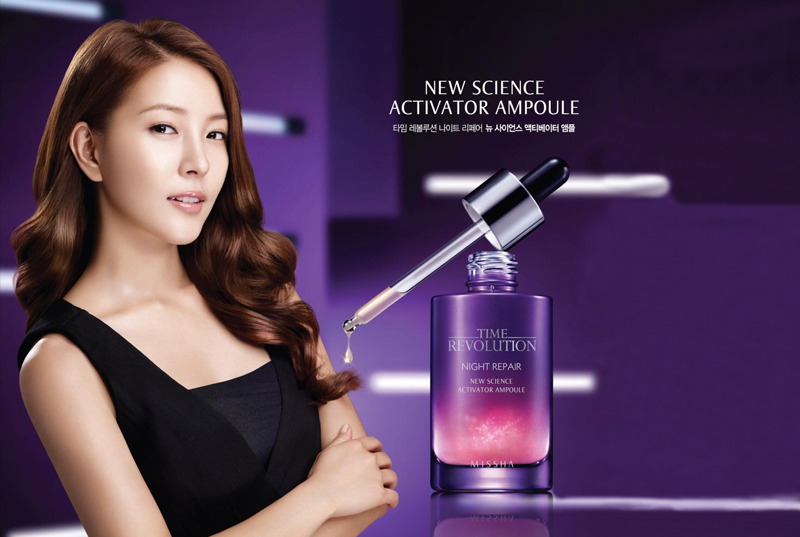 NEW SCIENCE
ACTIVATOR AMPOULE
타임 레볼루션 나이트 리페어 뉴 사이언스 액티베이터 앰플
TIME
REVOLUTION
NIGHT REPAIR
NEW SCIENCE
ACTIVATOR AMPOULE
MISSHA